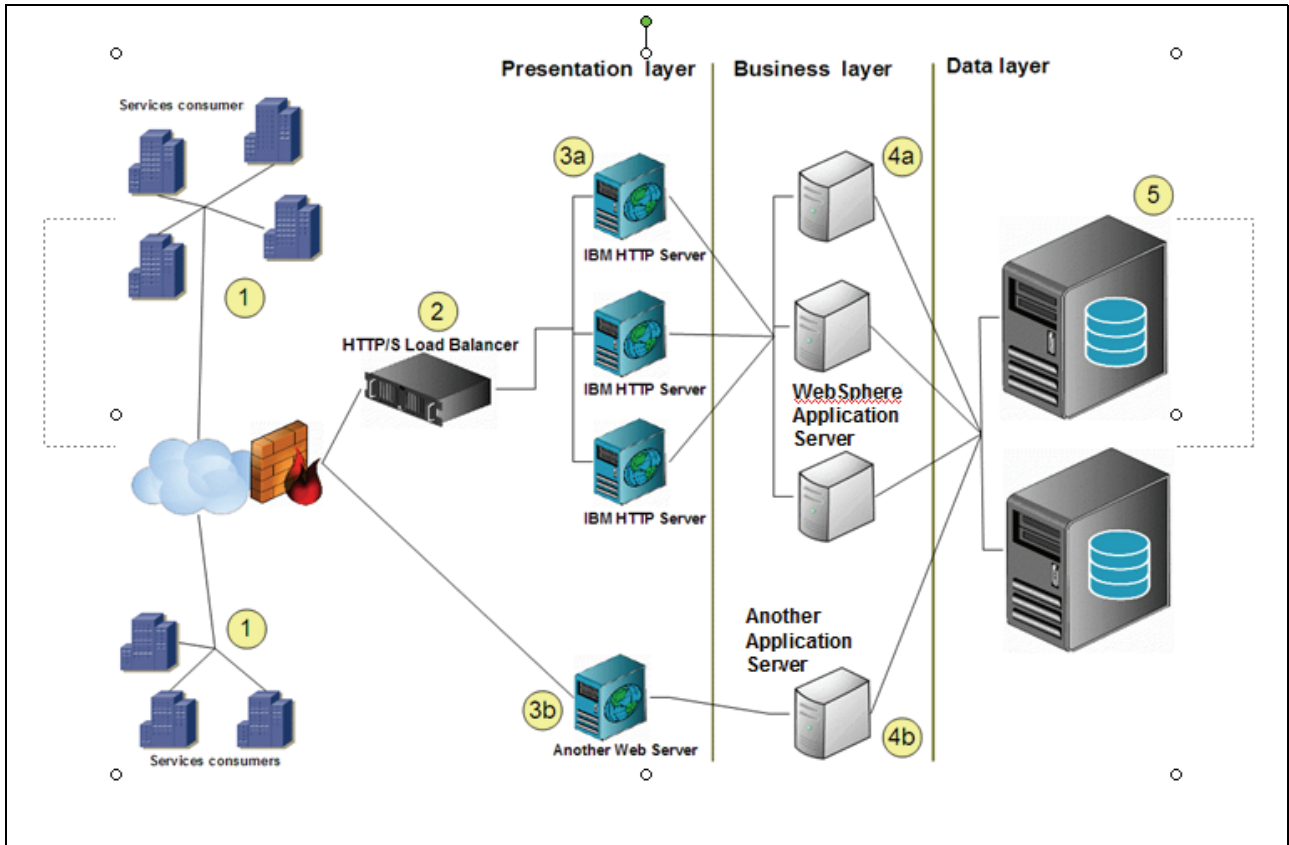 Presentation layer
Business layer
Data layer
Services consumer
3a
4a
5
IBM HTTP Server
1
2
HTTP/S Load Balancer
IBM HTTP Server
WebSphere
Application
Server
IBM HTTP Server
1
Another
Application
Server
3b
4b
Another Web Server
Services consumers